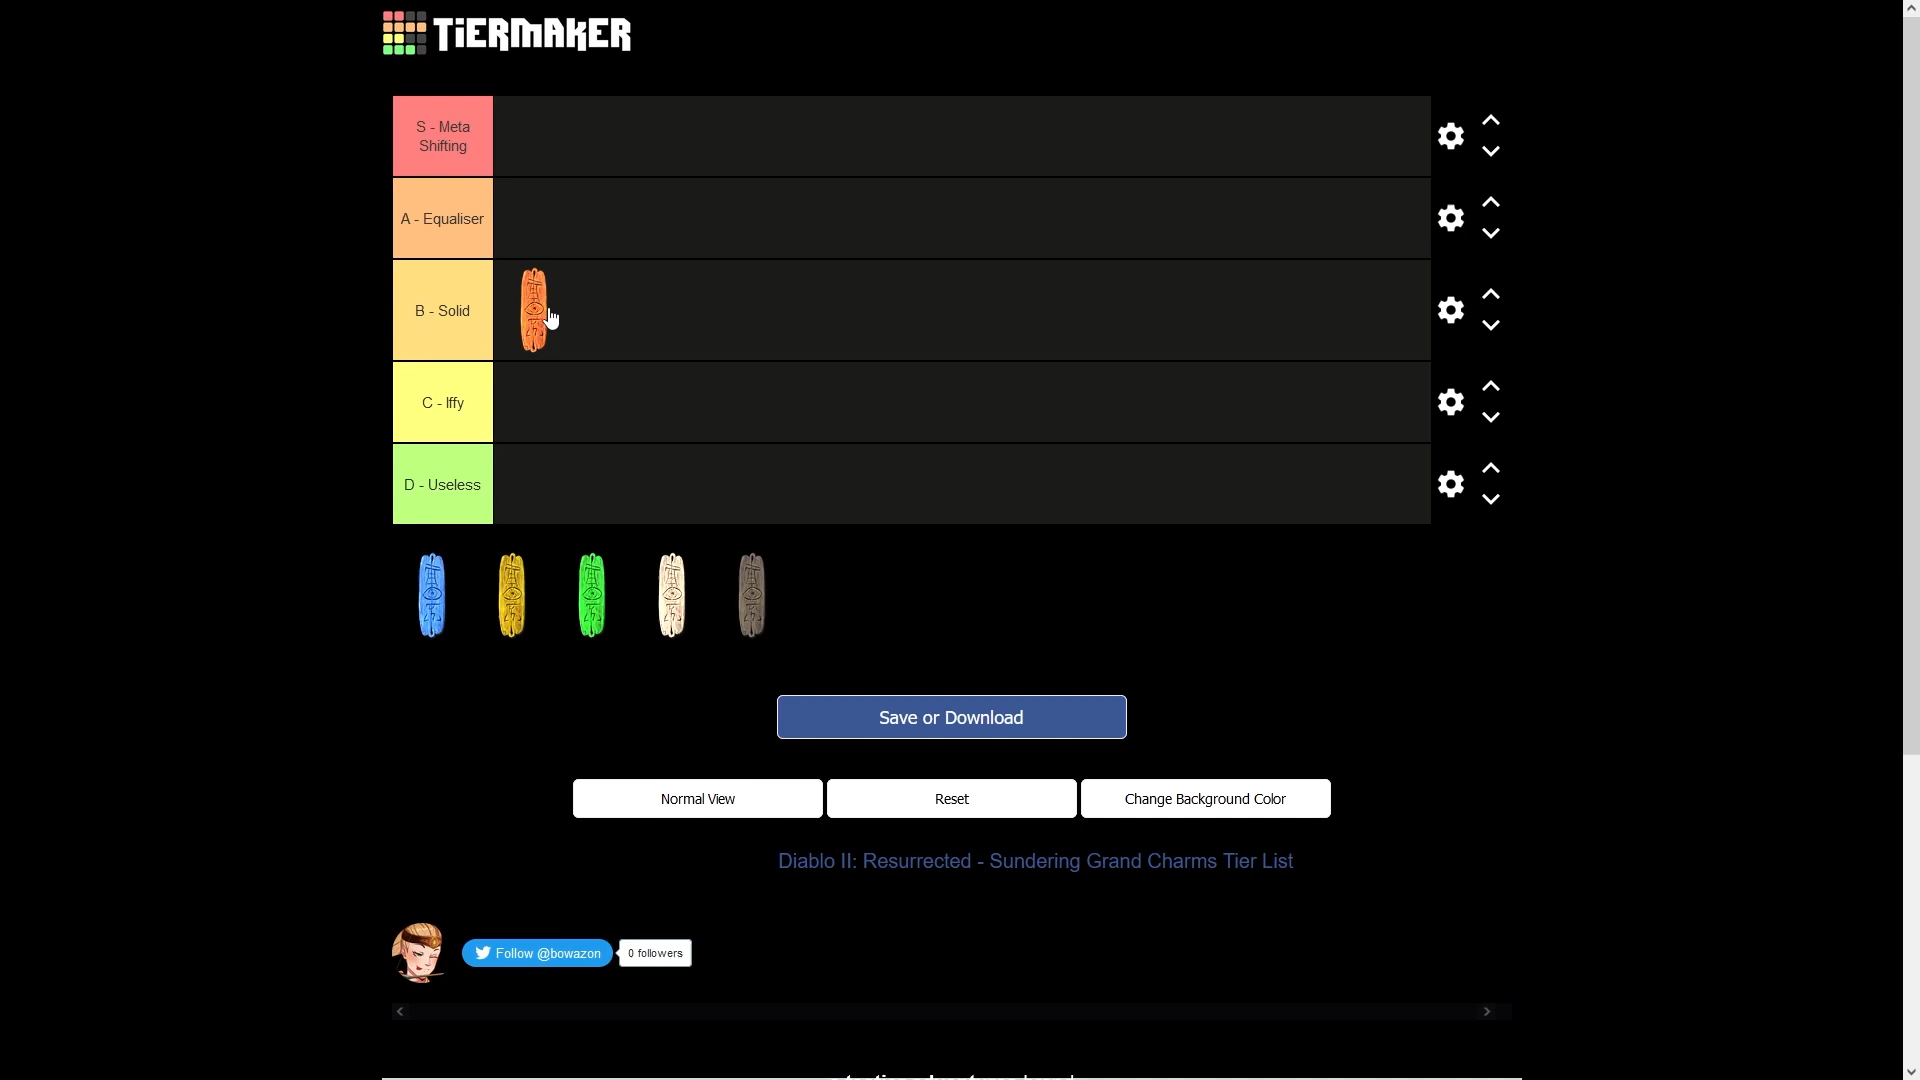 TiERMAKER
S - Meta
Shifting
A - Equaliser
B - Solid
C - Iffy
D - Useless
Save or Download
Normal View
Reset
Change Background Color
Diablo II: Resurrected - Sundering Grand Charms Tier List
Follow @bowazon
0 followers